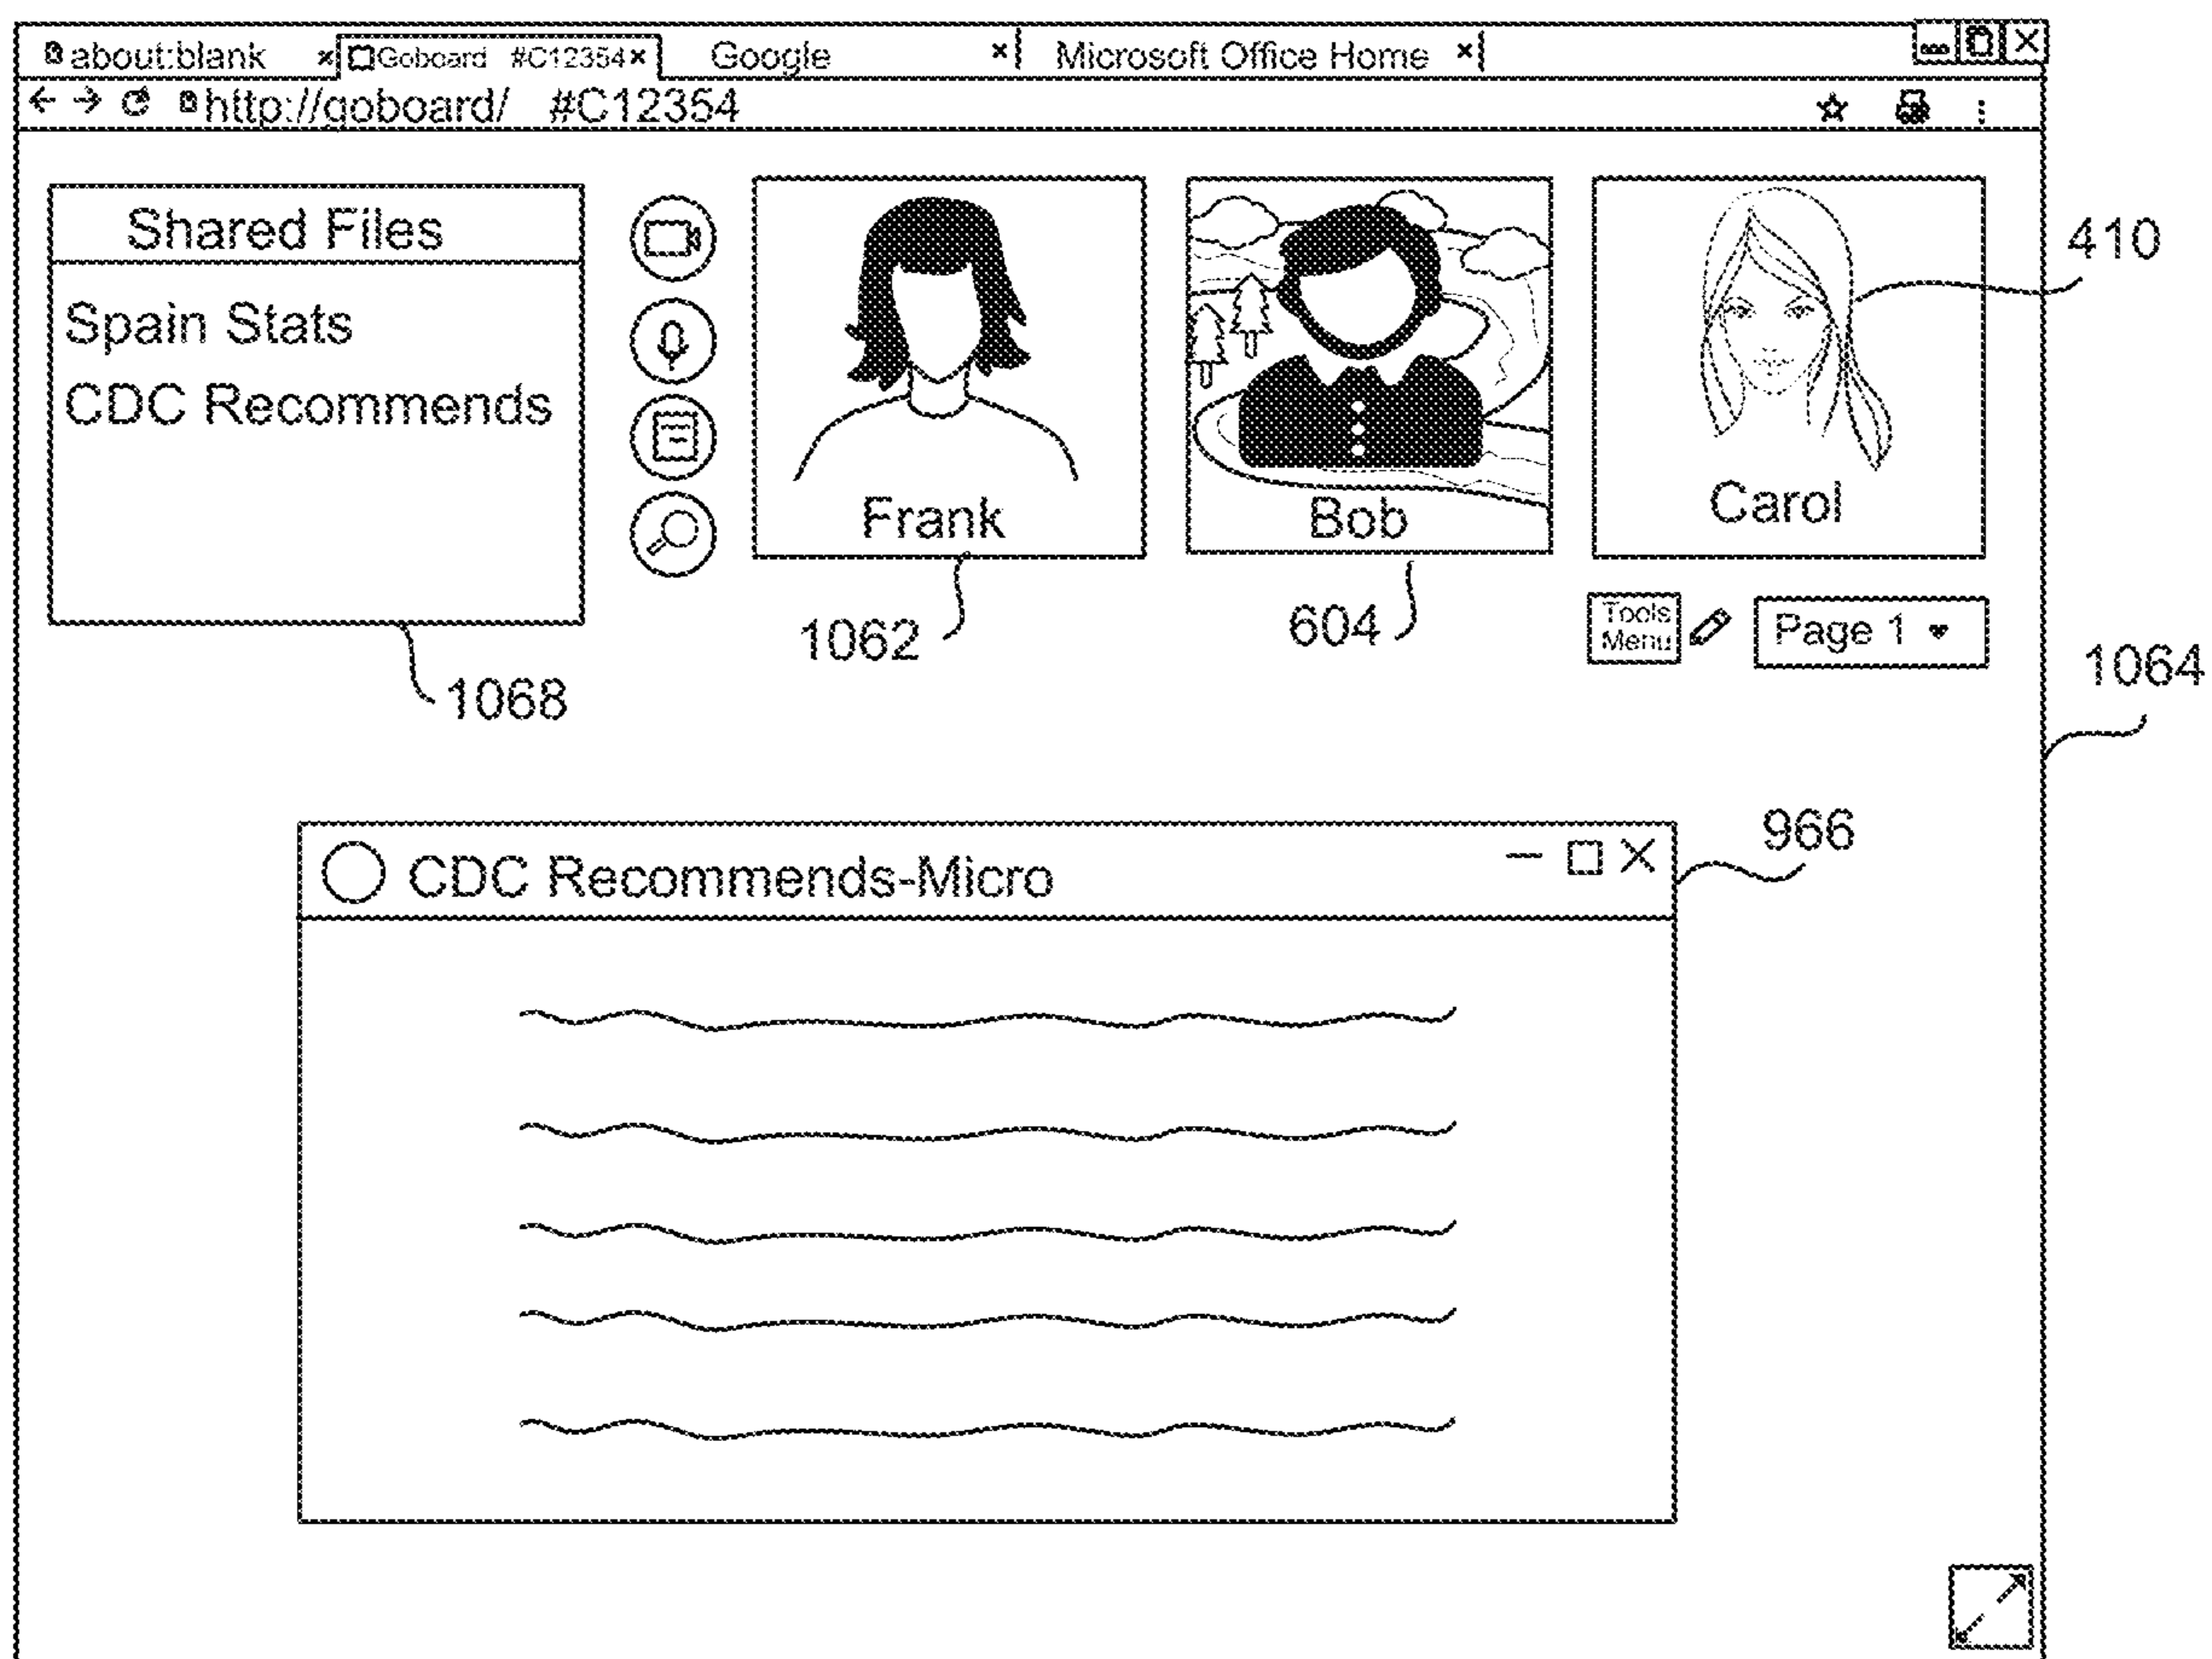 about:blank
Goboard #C12354
Google
Microsoft Office Home
http://goboard/ #C12354
Shared Files
Spain Stats
CDC Recommends
Frank
Bob
Carol
410
1062
604
Tools
Menu
Page 1
1064
1068
966
CDC Recommends-Micro